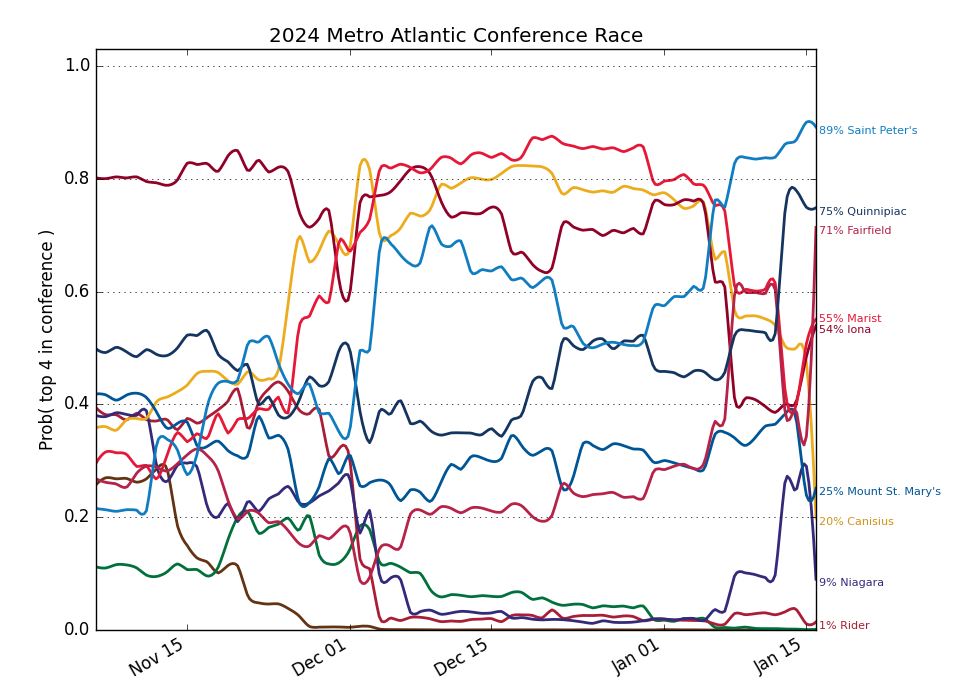 2024 Metro Atlantic Conference Race
Prob( top 4 in conference )
1.0
0.8
0.6
0.4
0.2
0.0
Nov 15
Dec 01
Dec 15
Jan 01
Jan 15
89% Saint Peter's
75% Quinnipiac
71% Fairfield
55% Marist
54% Iona
25% Mount St. Mary's
20% Canisius
9% Niagara
1% Rider